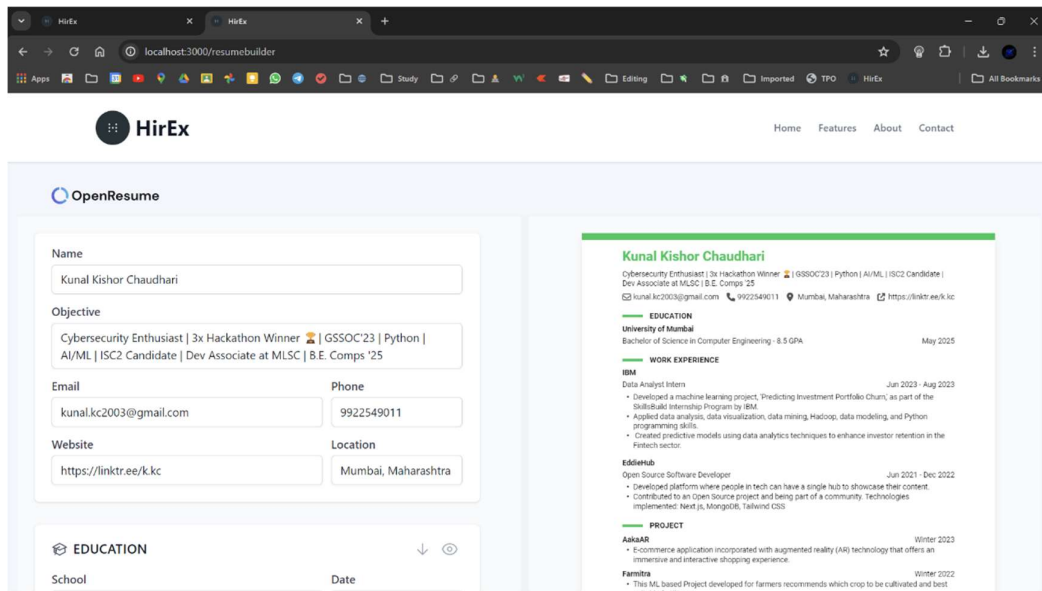 HirEx
HirEx
localhost:3000/resumebuilder
Apps
Study
Editing
Imported
TPO
HirEx
All Bookmarks
HirEx
Home Features About Contact
OpenResume
Name
Kunal Kishor Chaudhari
Objective
Cybersecurity Enthusiast | 3x Hackathon Winner 🏆 | GSSOC'23 | Python |
AI/ML | ISC2 Candidate | Dev Associate at MLSC | B.E. Comps '25
Email Phone
kunal.kc2003@gmail.com 9922549011
Website Location
https://linktr.ee/k.kc Mumbai, Maharashtra
EDUCATION
School Date
Kunal Kishor Chaudhari
Cybersecurity Enthusiast | 3x Hackathon Winner 🏆 | GSSOC'23 | Python | AI/ML | ISC2 Candidate |
Dev Associate at MLSC | B.E. Comps '25
kunal.kc2003@gmail.com 9922549011 Mumbai, Maharashtra https://linktr.ee/k.kc
EDUCATION
University of Mumbai
Bachelor of Science in Computer Engineering - 8.5 GPA May 2025
WORK EXPERIENCE
IBM
Data Analyst Intern Jun 2023 - Aug 2023
• Developed a machine learning project, 'Predicting Investment Portfolio Churn,' as part of the
SkillsBuild Internship Program by IBM.
• Applied data analysis, data visualization, data mining, Hadoop, data modeling, and Python
programming skills.
• Created predictive models using data analytics techniques to enhance investor retention in the
Fintech sector.
EddieHub
Open Source Software Developer Jun 2021 - Dec 2022
• Developed platform where people in tech can have a single hub to showcase their content.
• Contributed to an Open Source project and being part of a community. Technologies
implemented: Next js, MongoDB, Tailwind CSS
PROJECT
AakaAR Winter 2023
• E-commerce application incorporated with augmented reality (AR) technology that offers an
immersive and interactive shopping experience.
Farmitra Winter 2022
• This ML based Project developed for farmers recommends which crop to be cultivated and best